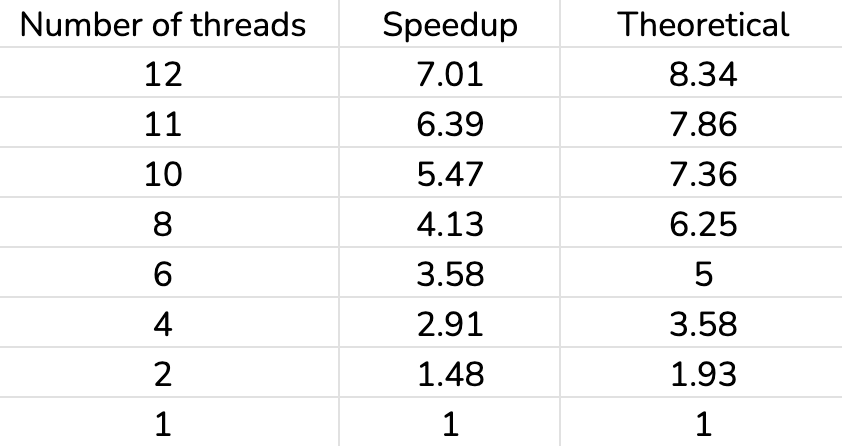 Number of threads Speedup Theoretical
12 7.01 8.34
11 6.39 7.86
10 5.47 7.36
8 4.13 6.25
6 3.58 5
4 2.91 3.58
2 1.48 1.93
1 1 1